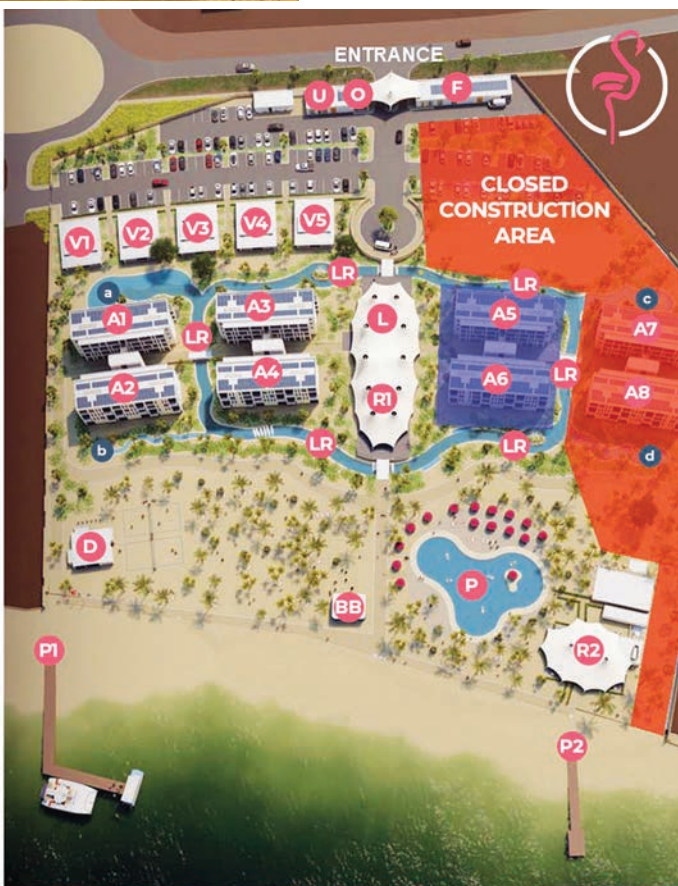 ENTRANCE
U O F
CLOSED
CONSTRUCTION
AREA
V1 V2 V3 V4 V5
LR
LR
a
c
A1 A3 L A5 A7
LR
A2 A4 R1 A6 LR A8
b
LR
LR
d
D
P
BB
P1
R2
P2